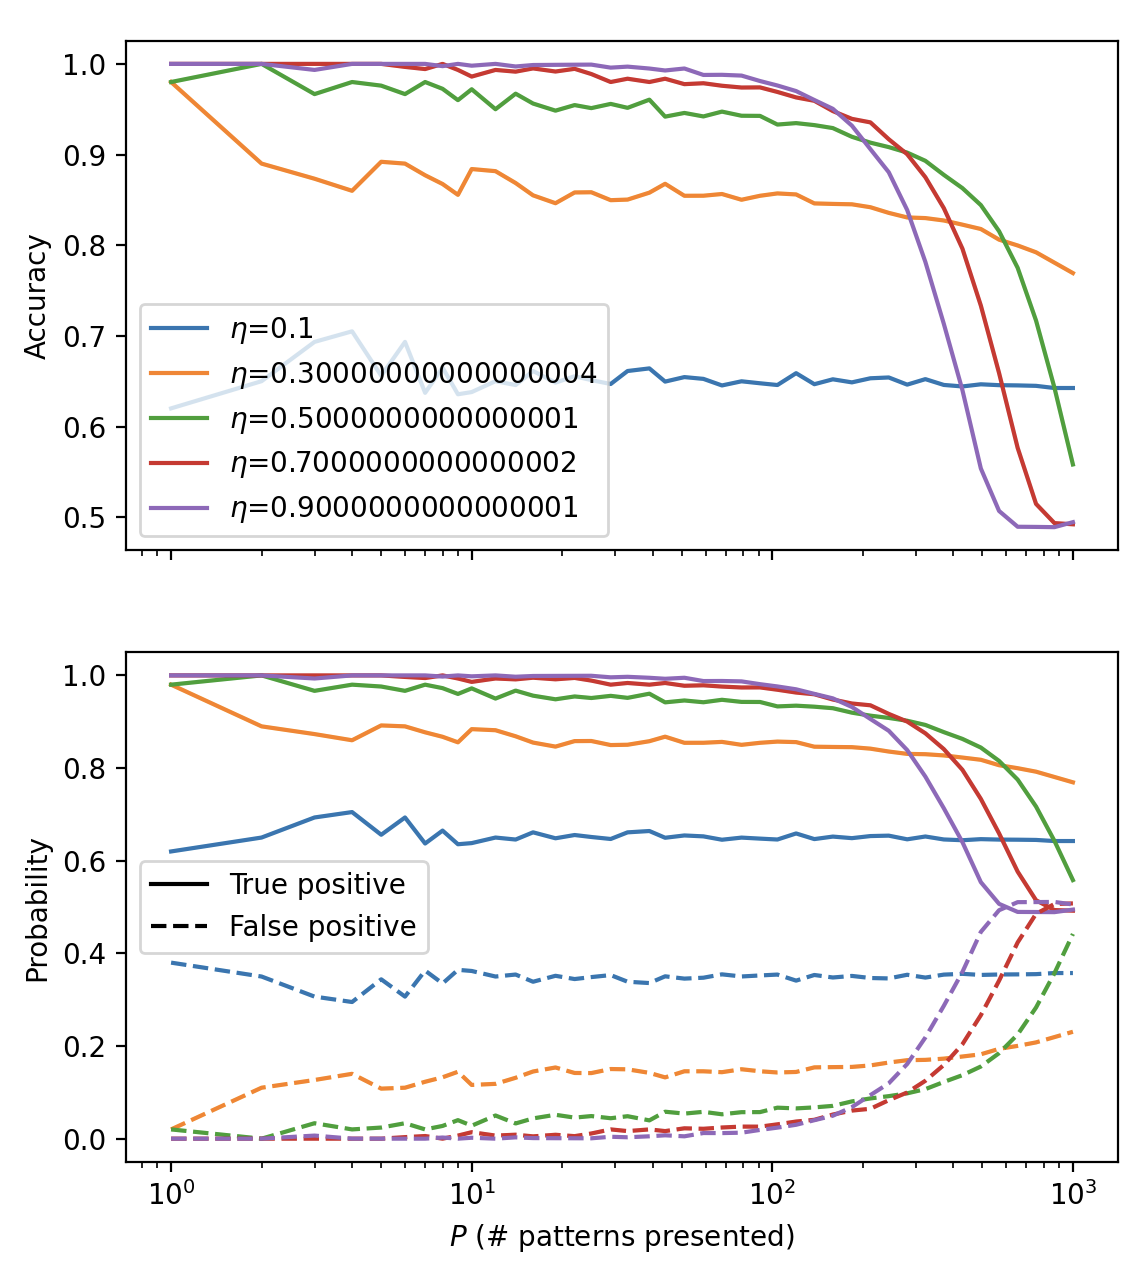 1.0
0.9
0.8
0.7
0.6
0.5
Accuracy
η=0.1
η=0.30000000000000004
η=0.5000000000000001
η=0.7000000000000002
η=0.9000000000000001
1.0
0.8
0.6
0.4
0.2
0.0
Probability
True positive
False positive
10⁰
10¹
10²
10³
P (# patterns presented)